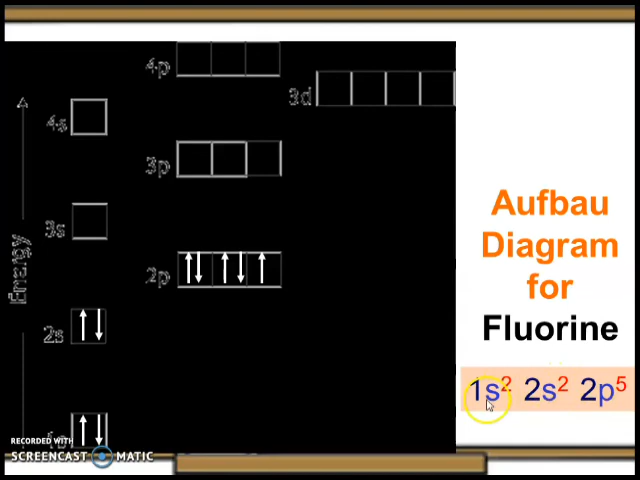 4p
3d
4s
3p
3s
Energy
2p
2s
Aufbau
Diagram
for
Fluorine
1s² 2s² 2p⁵
RECORDED WITH
SCREENCAST MATIC